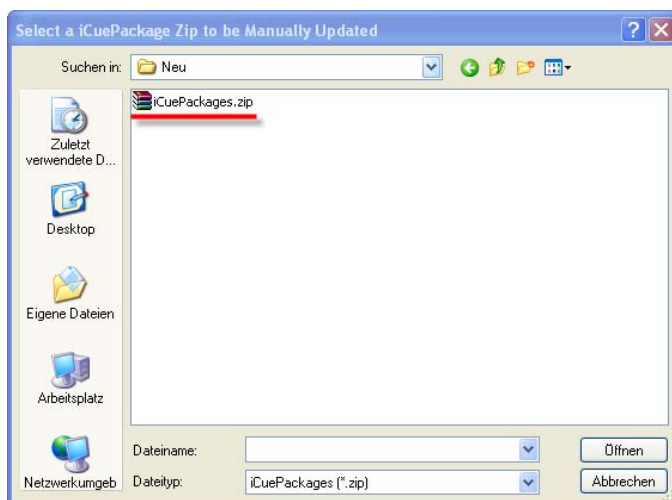 Select a iCuePackage Zip to be Manually Updated
Suchen in:
Neu
iCuePackages.zip
Zuletzt
verwendete D...
Desktop
Eigene Dateien
Arbeitsplatz
Netzwerkumgeb
Dateiname:
Öffnen
Dateityp:
iCuePackages (*.zip)
Abbrechen